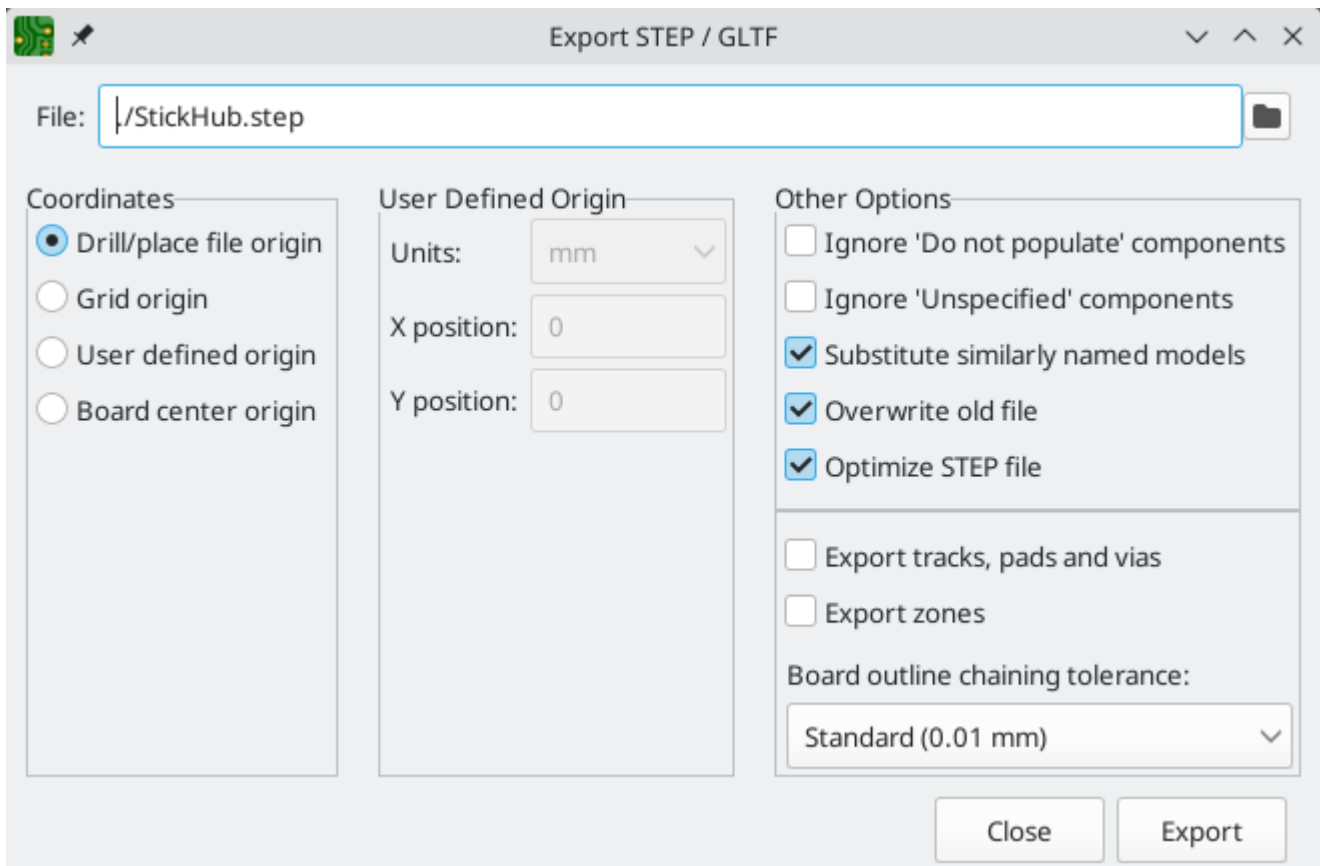 Export STEP / GLTF
File: ./StickHub.step
Coordinates
Drill/place file origin
Grid origin
User defined origin
Board center origin
User Defined Origin
Units: mm
X position: 0
Y position: 0
Other Options
Ignore 'Do not populate' components
Ignore 'Unspecified' components
Substitute similarly named models
Overwrite old file
Optimize STEP file
Export tracks, pads and vias
Export zones
Board outline chaining tolerance:
Standard (0.01 mm)
Close
Export